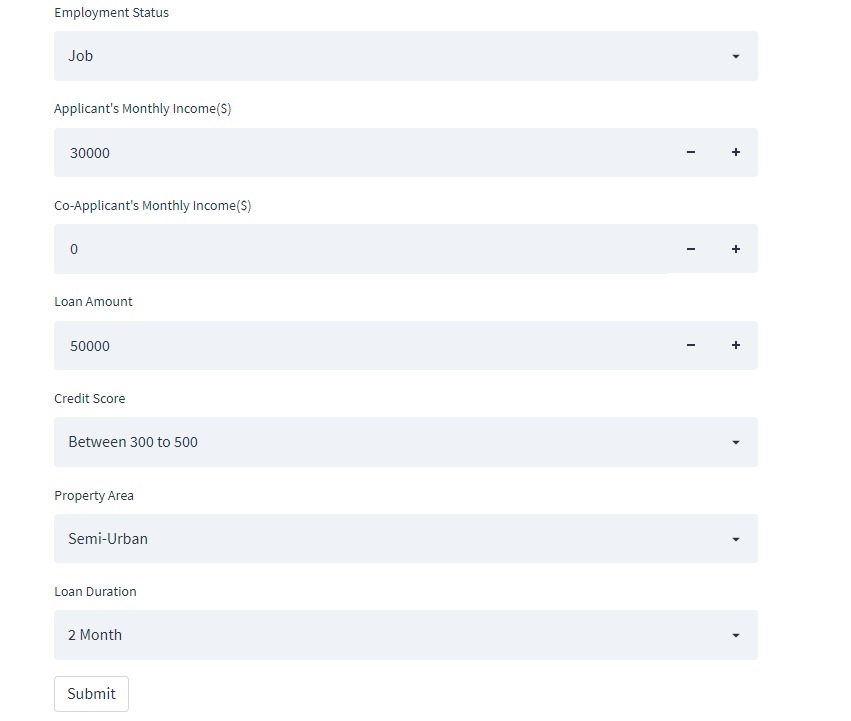 Employment Status
Job
Applicant's Monthly Income($)
30000
Co-Applicant's Monthly Income($)
0
Loan Amount
50000
Credit Score
Between 300 to 500
Property Area
Semi-Urban
Loan Duration
2 Month
Submit